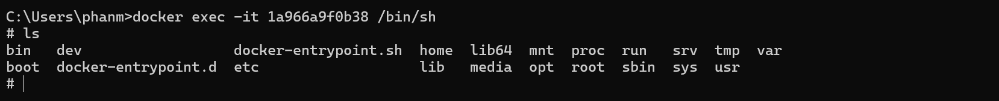 C:\Users\phanm>docker exec -it 1a966a9f0b38 /bin/sh
# ls
bin   dev                  docker-entrypoint.sh  home  lib64  mnt  proc  run   srv  tmp  var
boot  docker-entrypoint.d  etc                   lib   media  opt  root  sbin  sys  usr
#